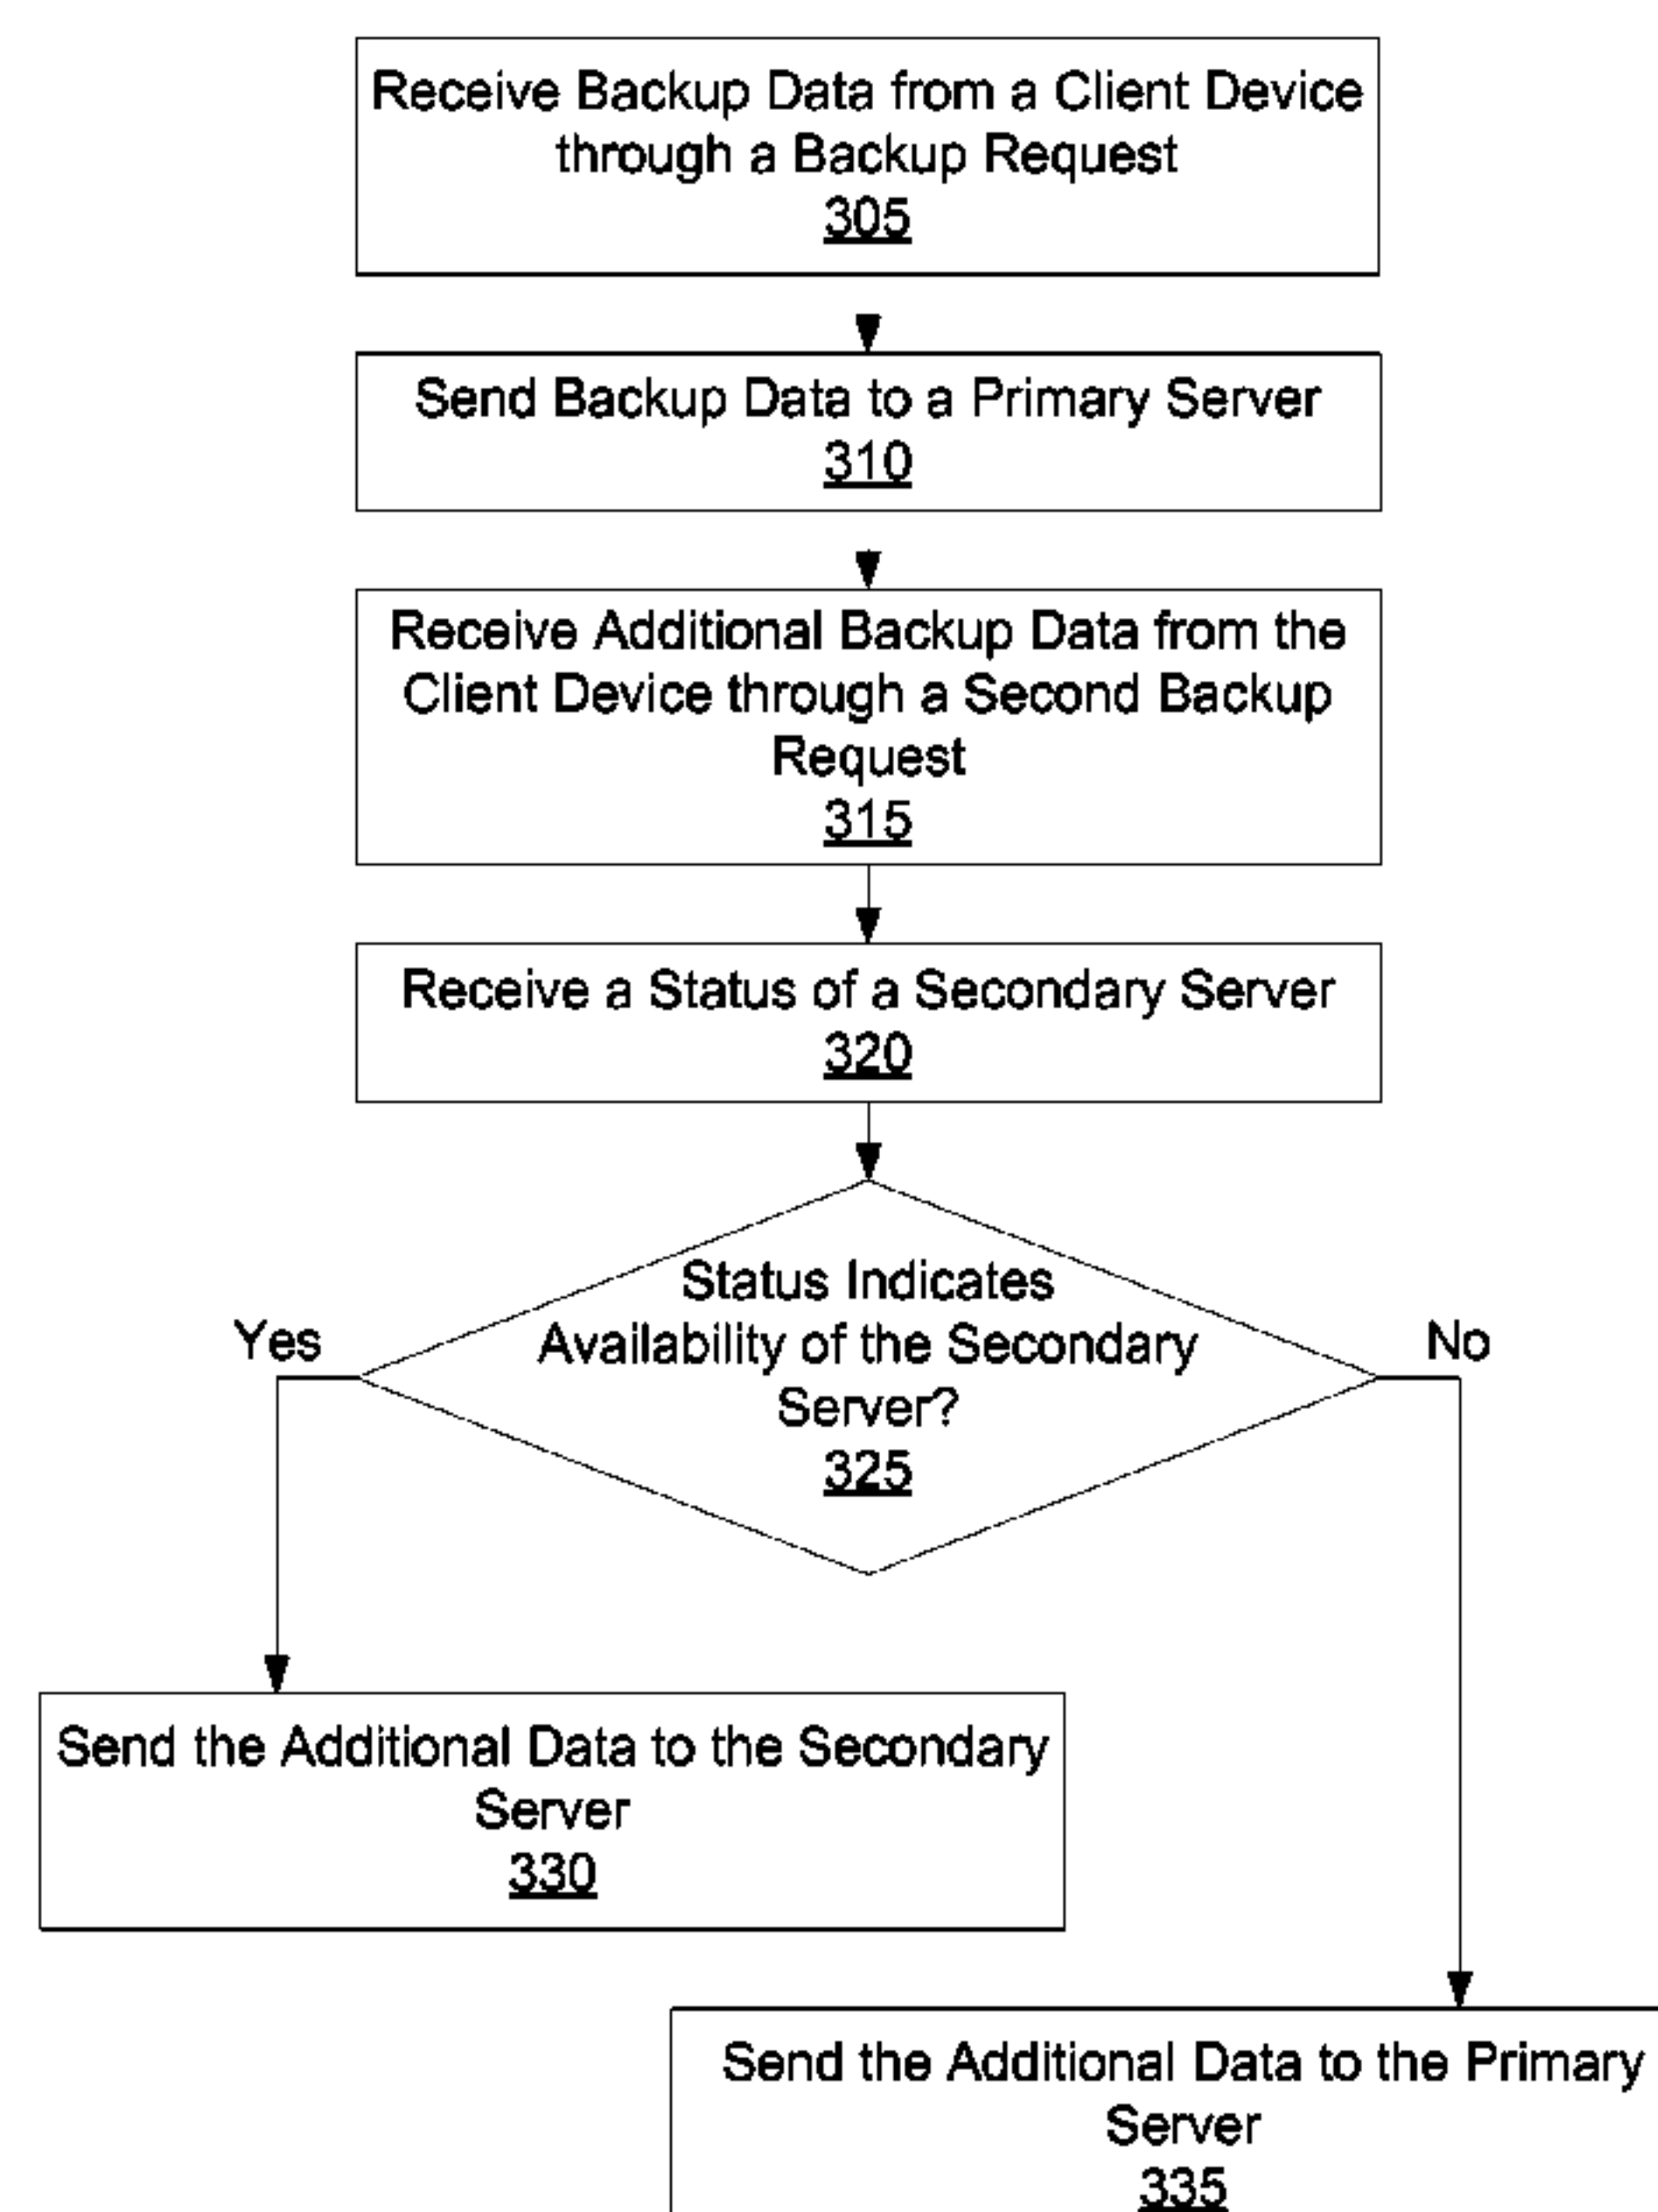 Receive Backup Data from a Client Device
through a Backup Request
305
Send Backup Data to a Primary Server
310
Receive Additional Backup Data from the
Client Device through a Second Backup
Request
315
Receive a Status of a Secondary Server
320
Status Indicates
Availability of the Secondary
Server?
325
Yes
No
Send the Additional Data to the Secondary
Server
330
Send the Additional Data to the Primary
Server
335